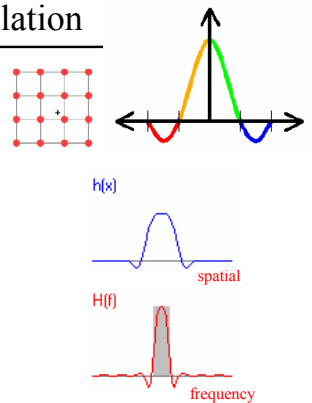 lation
h(x)
spatial
H(f)
frequency